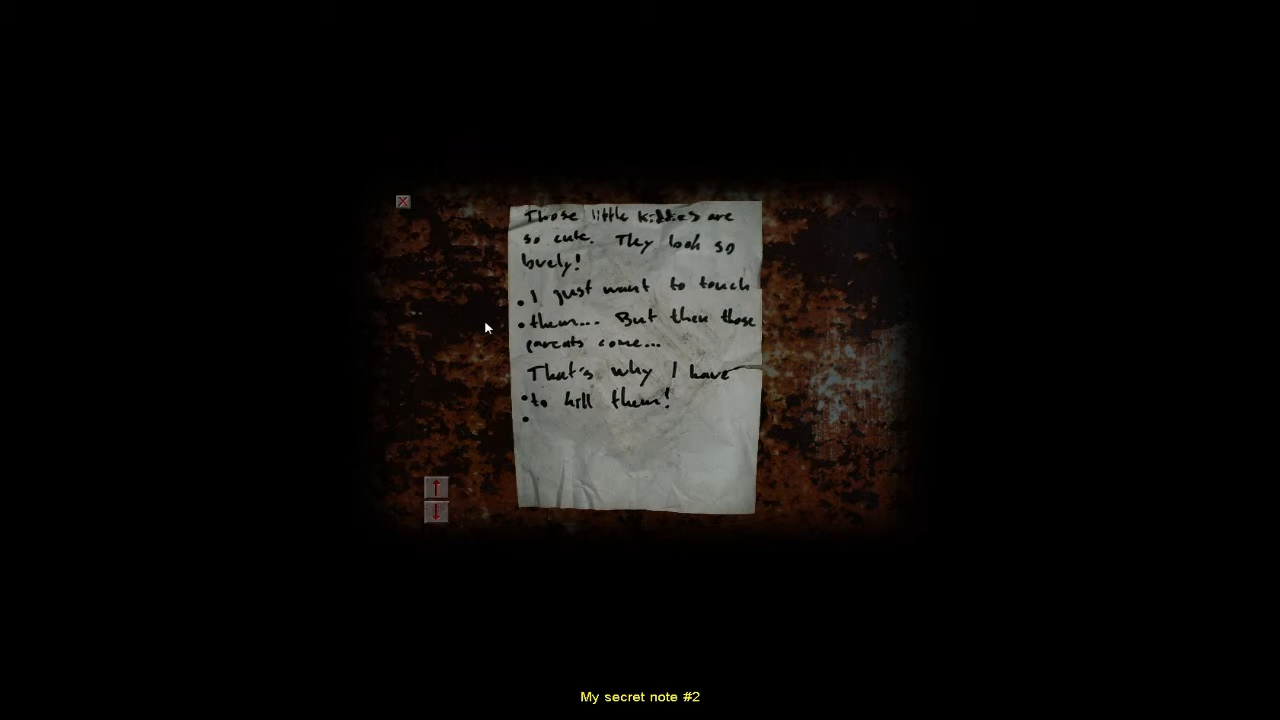 Those little kiddies are
so cute. They look so
lovely!
I just want to touch
them... But then those
parents come...
That's why I have
to kill them!
My secret note #2